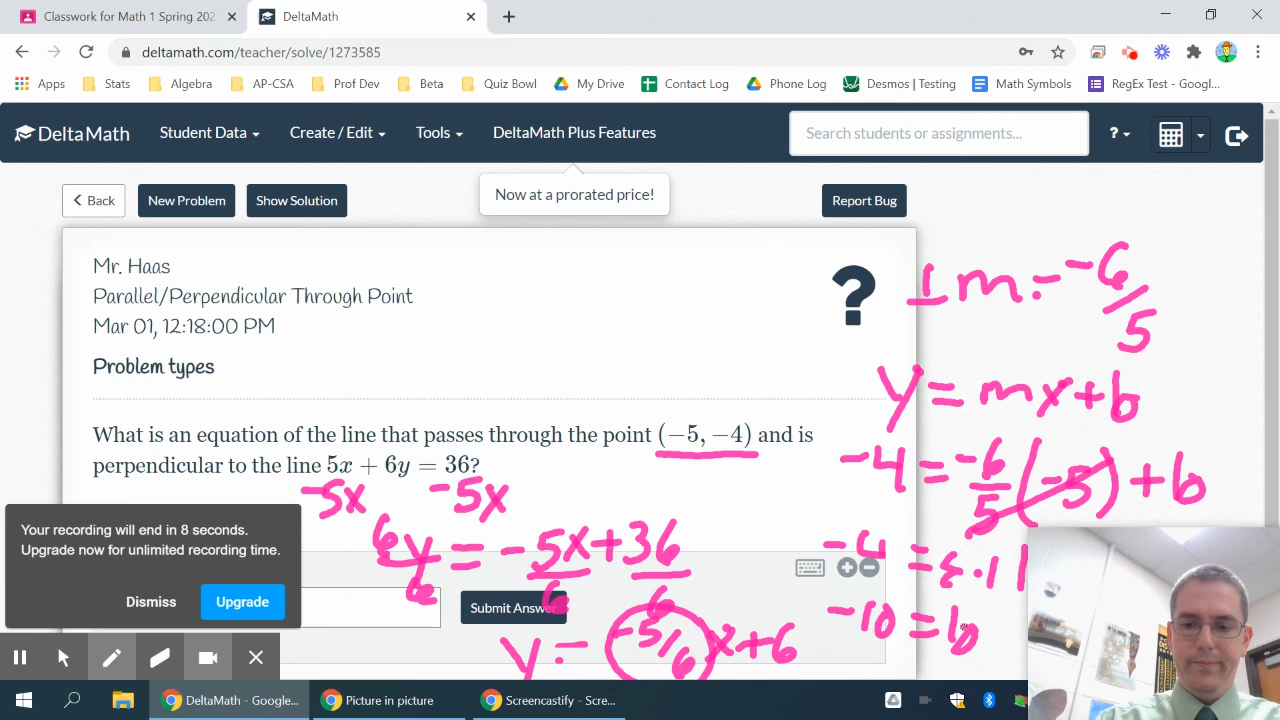 Classwork for Math 1 Spring 202
DeltaMath
deltamath.com/teacher/solve/1273585
Apps Stats Algebra AP-CSA Prof Dev Beta Quiz Bowl My Drive Contact Log Phone Log Desmos | Testing Math Symbols RegEx Test - Googl...
DeltaMath Student Data Create / Edit Tools DeltaMath Plus Features Search students or assignments... ?
Now at a prorated price!
< Back New Problem Show Solution Report Bug
Mr. Haas
Parallel/Perpendicular Through Point
Mar 01, 12:18:00 PM
Problem types
?
What is an equation of the line that passes through the point (−5, −4) and is
perpendicular to the line 5x + 6y = 36?
-5x -5x
6y = -5x+36
6 6 6
y = -5/6 x+6
⊥m = -6/5
y = mx+b
-4 = -6/5 (-5) + b
-4 =
-10 = b
Your recording will end in 8 seconds.
Upgrade now for unlimited recording time.
Dismiss Upgrade
Submit Answer
DeltaMath - Google...
Picture in picture
Screencastify - Scre...